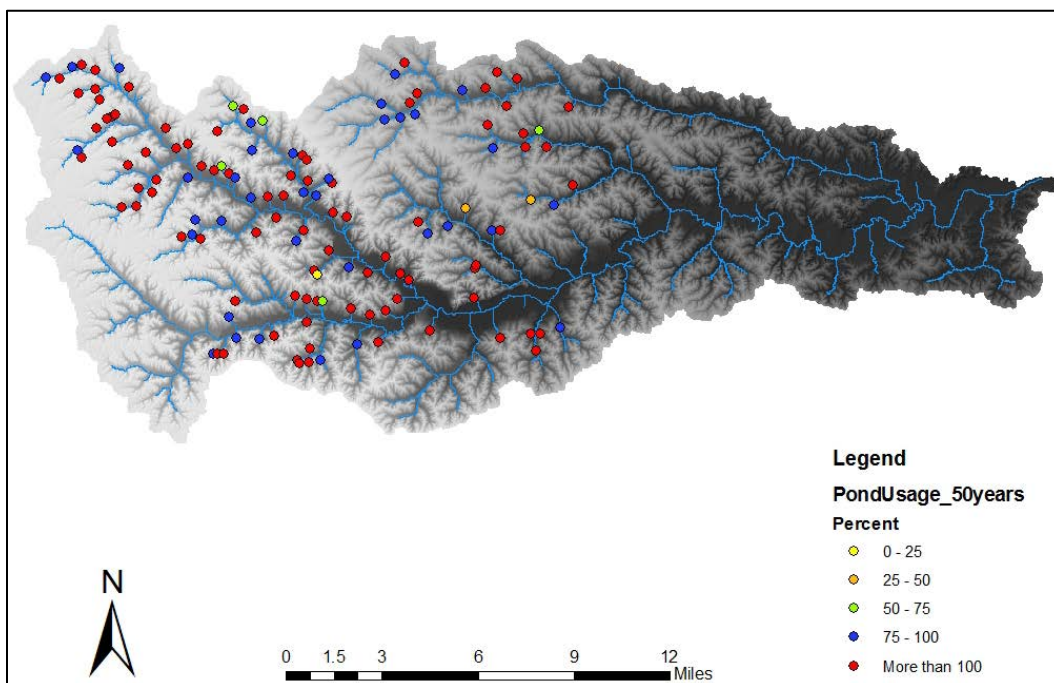 Legend
PondUsage_50years
Percent
0 - 25
25 - 50
50 - 75
75 - 100
More than 100
N
0 1.5 3 6 9 12
Miles